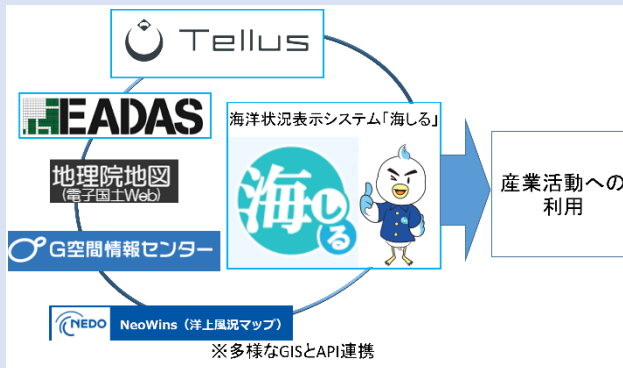 Tellus
EADAS
地理院地図
(電子国土Web)
G空間情報センター
NEDO NeoWins（洋上風況マップ）
海洋状況表示システム「海しる」
海しる
産業活動への
利用
※多様なGISとAPI連携